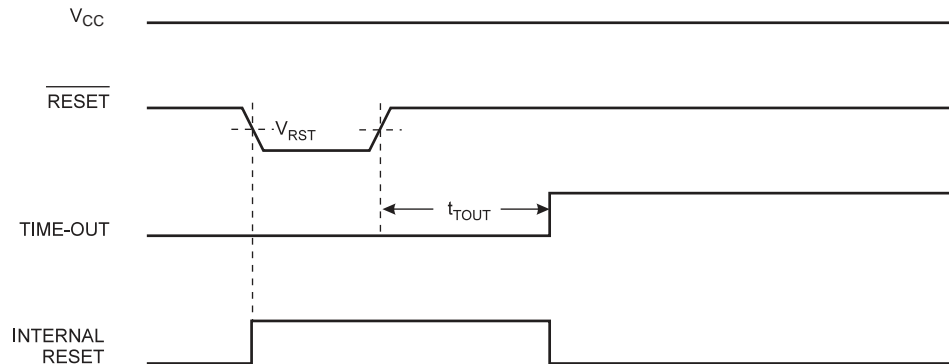 VCC
RESET
VRST
tTOUT
TIME-OUT
INTERNAL
RESET